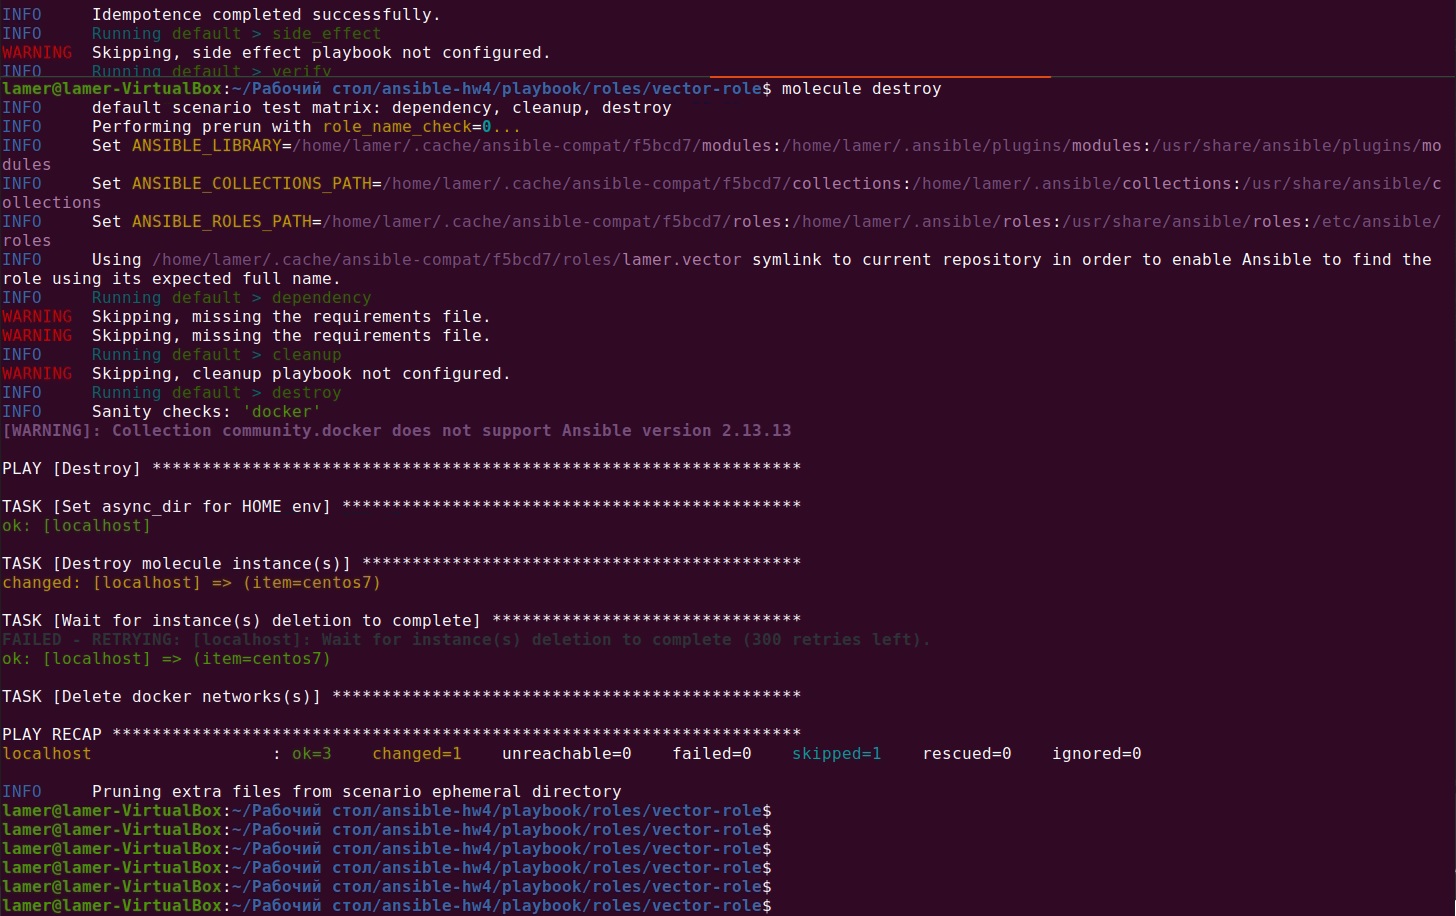 INFO     Idempotence completed successfully.
INFO     Running default > side_effect
WARNING  Skipping, side effect playbook not configured.
INFO     Running default > verify
lamer@lamer-VirtualBox:~/Рабочий стол/ansible-hw4/playbook/roles/vector-role$ molecule destroy
INFO     default scenario test matrix: dependency, cleanup, destroy
INFO     Performing prerun with role_name_check=0...
INFO     Set ANSIBLE_LIBRARY=/home/lamer/.cache/ansible-compat/f5bcd7/modules:/home/lamer/.ansible/plugins/modules:/usr/share/ansible/plugins/mo
dules
INFO     Set ANSIBLE_COLLECTIONS_PATH=/home/lamer/.cache/ansible-compat/f5bcd7/collections:/home/lamer/.ansible/collections:/usr/share/ansible/c
ollections
INFO     Set ANSIBLE_ROLES_PATH=/home/lamer/.cache/ansible-compat/f5bcd7/roles:/home/lamer/.ansible/roles:/usr/share/ansible/roles:/etc/ansible/
roles
INFO     Using /home/lamer/.cache/ansible-compat/f5bcd7/roles/lamer.vector symlink to current repository in order to enable Ansible to find the
role using its expected full name.
INFO     Running default > dependency
WARNING  Skipping, missing the requirements file.
WARNING  Skipping, missing the requirements file.
INFO     Running default > cleanup
WARNING  Skipping, cleanup playbook not configured.
INFO     Running default > destroy
INFO     Sanity checks: 'docker'
[WARNING]: Collection community.docker does not support Ansible version 2.13.13
PLAY [Destroy] *****************************************************************
TASK [Set async_dir for HOME env] **********************************************
ok: [localhost]
TASK [Destroy molecule instance(s)] ********************************************
changed: [localhost] => (item=centos7)
TASK [Wait for instance(s) deletion to complete] *******************************
FAILED - RETRYING: [localhost]: Wait for instance(s) deletion to complete (300 retries left).
ok: [localhost] => (item=centos7)
TASK [Delete docker networks(s)] ***********************************************
PLAY RECAP *********************************************************************
localhost                  : ok=3    changed=1    unreachable=0    failed=0    skipped=1    rescued=0    ignored=0
INFO     Pruning extra files from scenario ephemeral directory
lamer@lamer-VirtualBox:~/Рабочий стол/ansible-hw4/playbook/roles/vector-role$
lamer@lamer-VirtualBox:~/Рабочий стол/ansible-hw4/playbook/roles/vector-role$
lamer@lamer-VirtualBox:~/Рабочий стол/ansible-hw4/playbook/roles/vector-role$
lamer@lamer-VirtualBox:~/Рабочий стол/ansible-hw4/playbook/roles/vector-role$
lamer@lamer-VirtualBox:~/Рабочий стол/ansible-hw4/playbook/roles/vector-role$
lamer@lamer-VirtualBox:~/Рабочий стол/ansible-hw4/playbook/roles/vector-role$